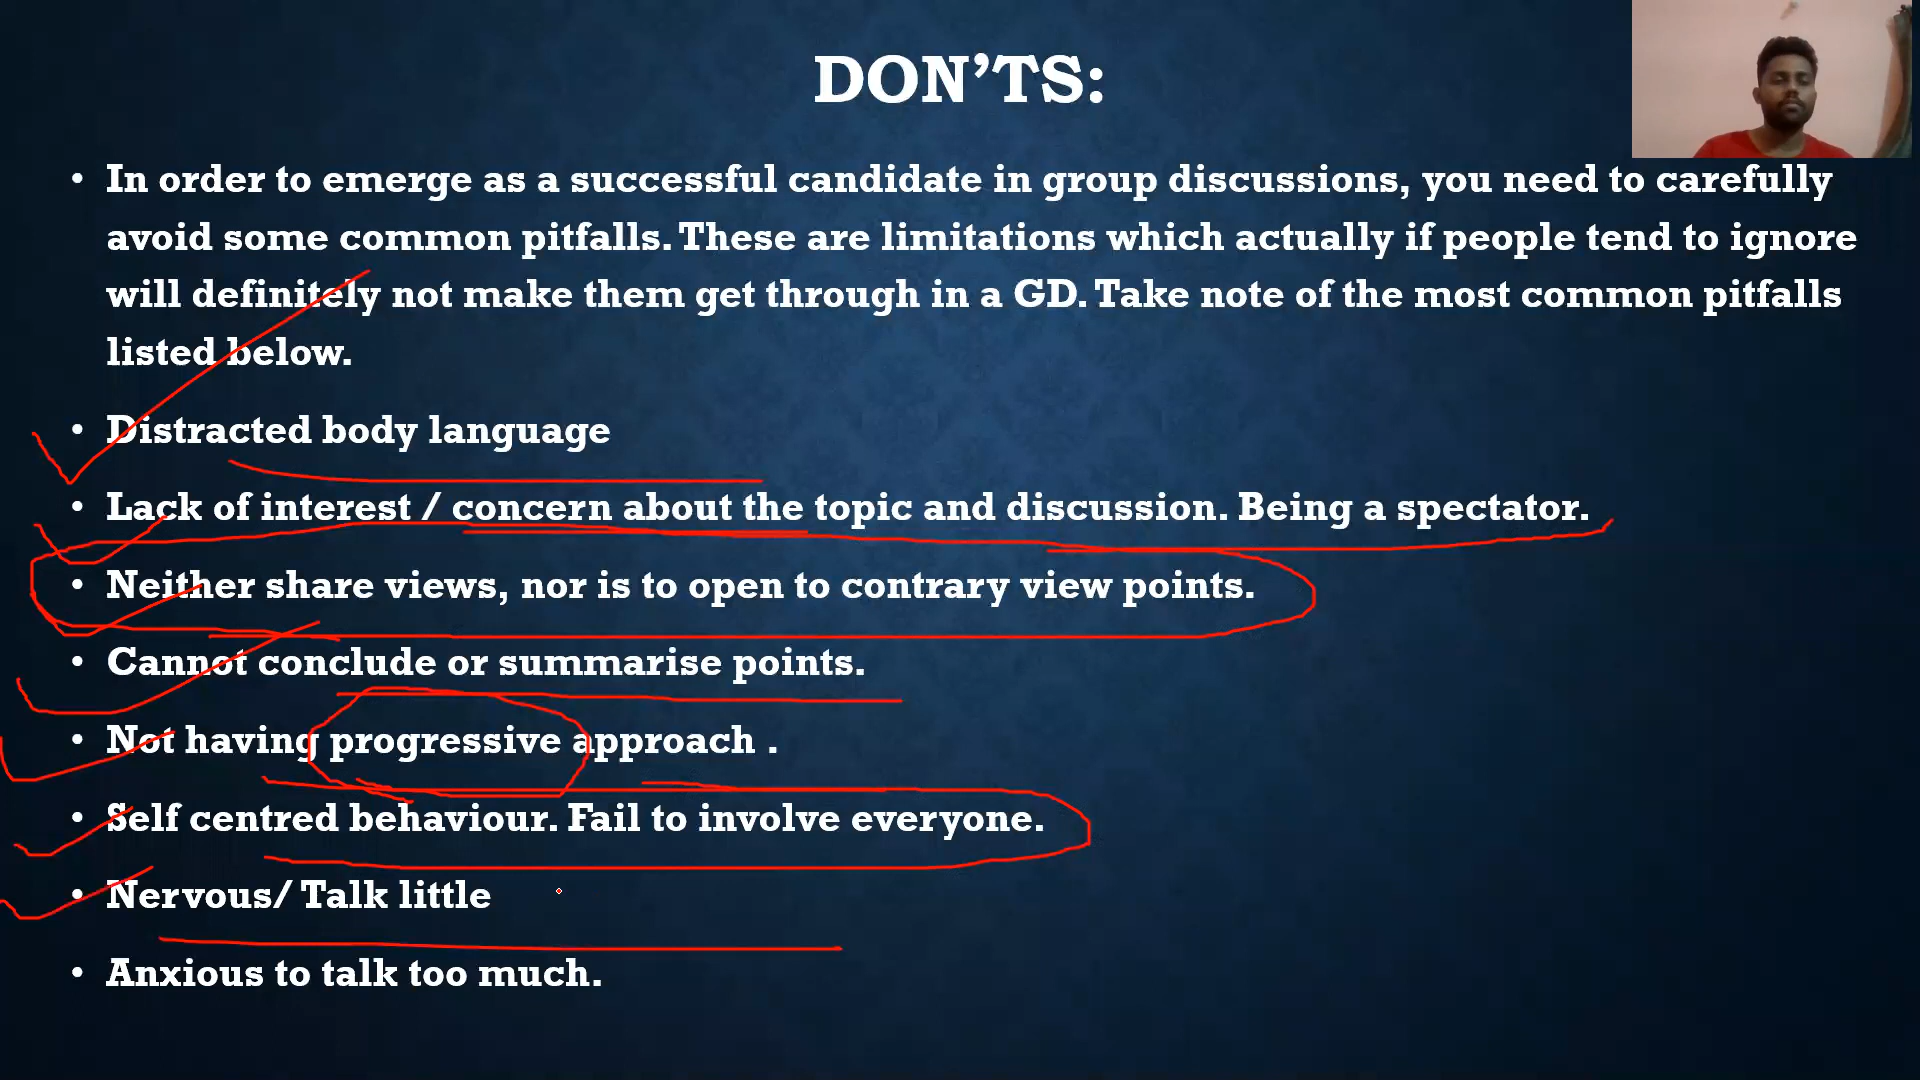 DON'TS:
• In order to emerge as a successful candidate in group discussions, you need to carefully
avoid some common pitfalls. These are limitations which actually if people tend to ignore
will definitely not make them get through in a GD. Take note of the most common pitfalls
listed below.
• Distracted body language
• Lack of interest / concern about the topic and discussion. Being a spectator.
• Neither share views, nor is to open to contrary view points.
• Cannot conclude or summarise points.
• Not having progressive approach .
• Self centred behaviour. Fail to involve everyone.
• Nervous/ Talk little
• Anxious to talk too much.